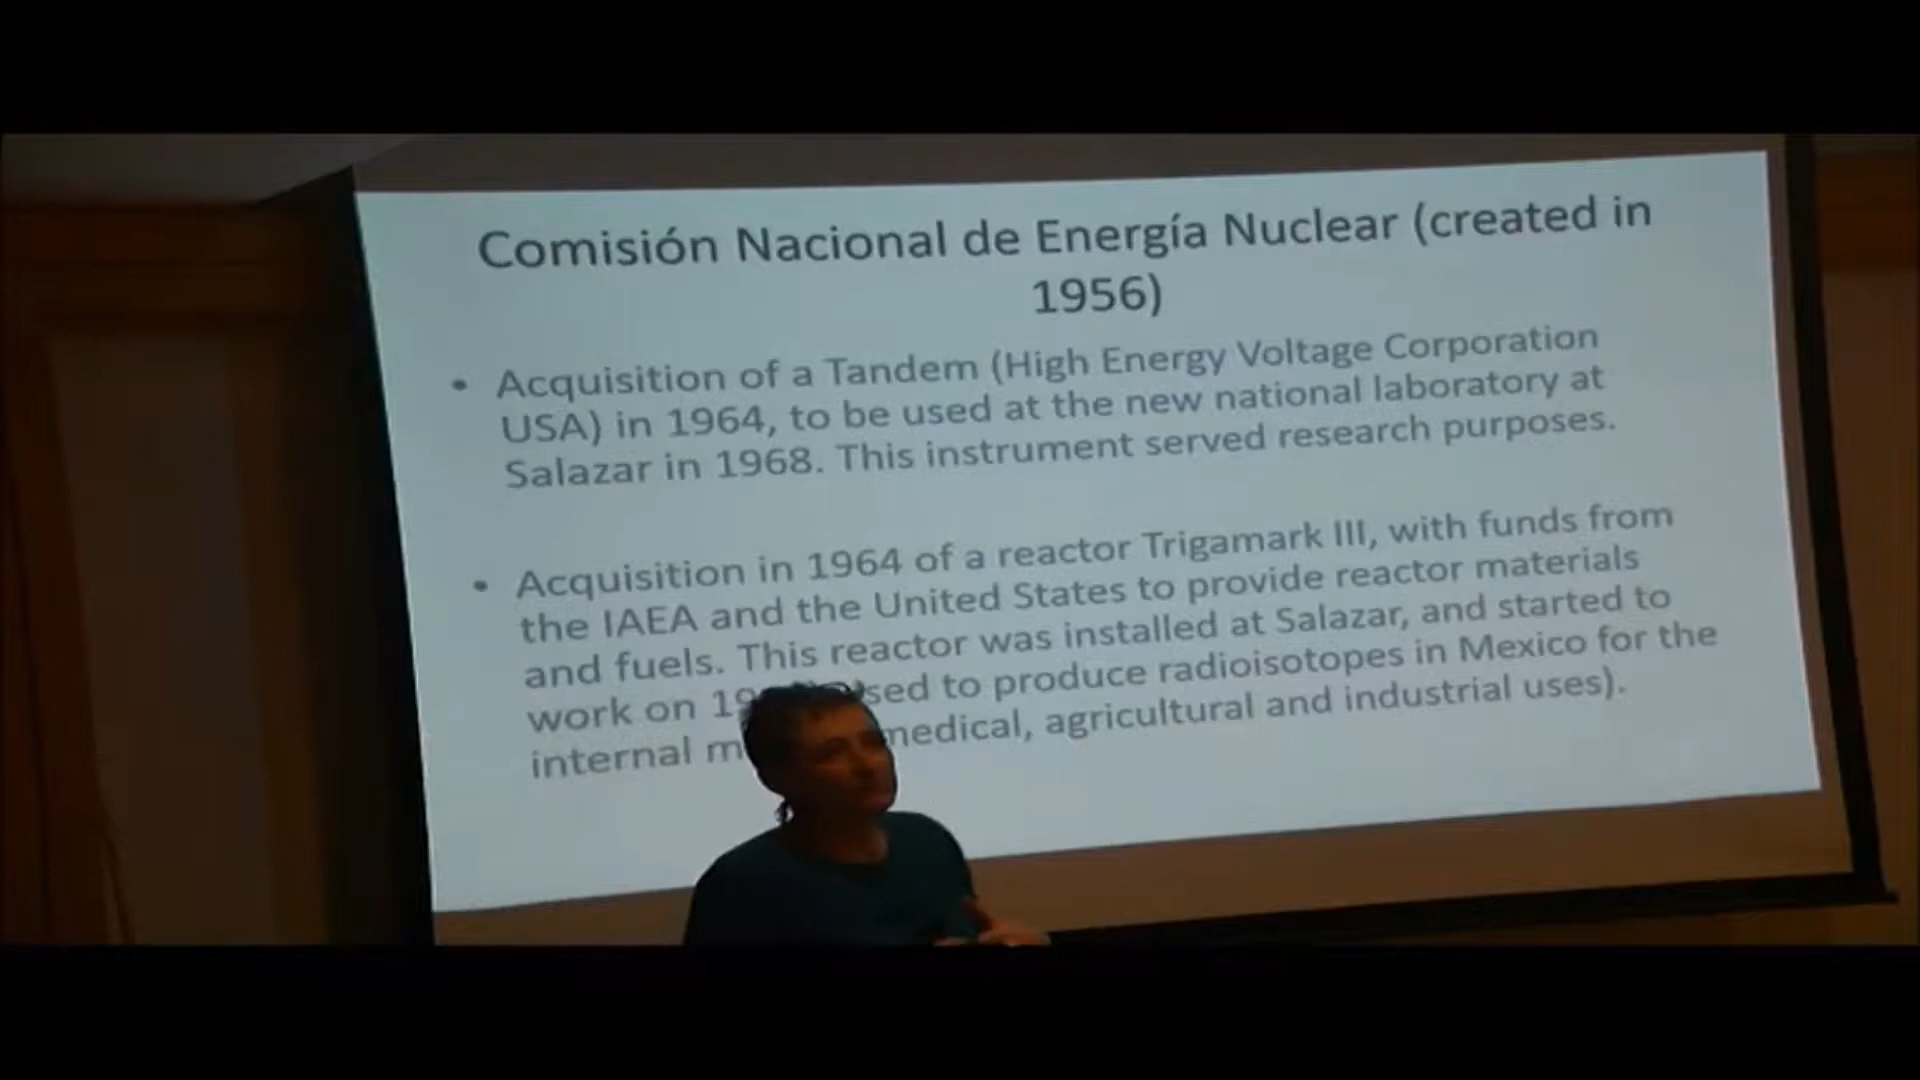 Comisión Nacional de Energía Nuclear (created in
1956)
• Acquisition of a Tandem (High Energy Voltage Corporation
USA) in 1964, to be used at the new national laboratory at
Salazar in 1968. This instrument served research purposes.
• Acquisition in 1964 of a reactor Trigamark III, with funds from
the IAEA and the United States to provide reactor materials
and fuels. This reactor was installed at Salazar, and started to
work on to produce radioisotopes in Mexico for the
internal medical, agricultural and industrial uses).